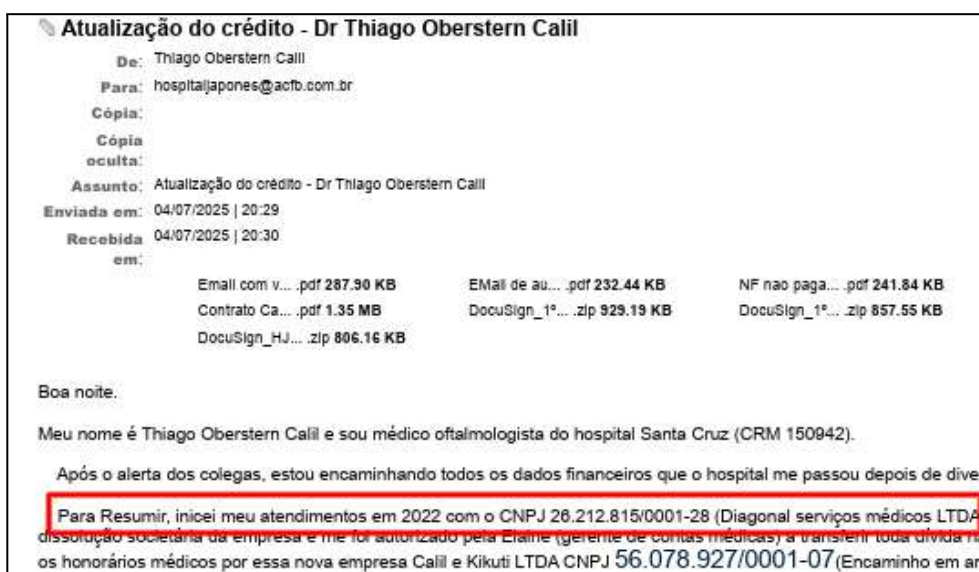 Atualização do crédito - Dr Thiago Oberstern Calil
De: Thiago Oberstern Calil
Para: hospitaljapones@acfb.com.br
Cópia:
Cópia oculta:
Assunto: Atualização do crédito - Dr Thiago Oberstern Calil
Enviada em: 04/07/2025 | 20:29
Recebida em: 04/07/2025 | 20:30
Email com v... .pdf 287.90 KB EMail de au... .pdf 232.44 KB NF nao paga... .pdf 241.84 KB
Contrato Ca... .pdf 1.35 MB DocuSign_1º... .zip 929.19 KB DocuSign_1º... .zip 857.55 KB
DocuSign_HJ... .zip 806.16 KB
Boa noite.
Meu nome é Thiago Oberstern Calil e sou médico oftalmologista do hospital Santa Cruz (CRM 150942).
Após o alerta dos colegas, estou encaminhando todos os dados financeiros que o hospital me passou depois de dive
Para Resumir, inicei meu atendimentos em 2022 com o CNPJ 26.212.815/0001-28 (Diagonal serviços médicos LTDA
dissolução societária da empresa e me foi autorizado pela Elaine (gerente de contas médicas) a transferir toda dívida
os honorários médicos por essa nova empresa Calil e Kikuti LTDA CNPJ 56.078.927/0001-07(Encaminho em